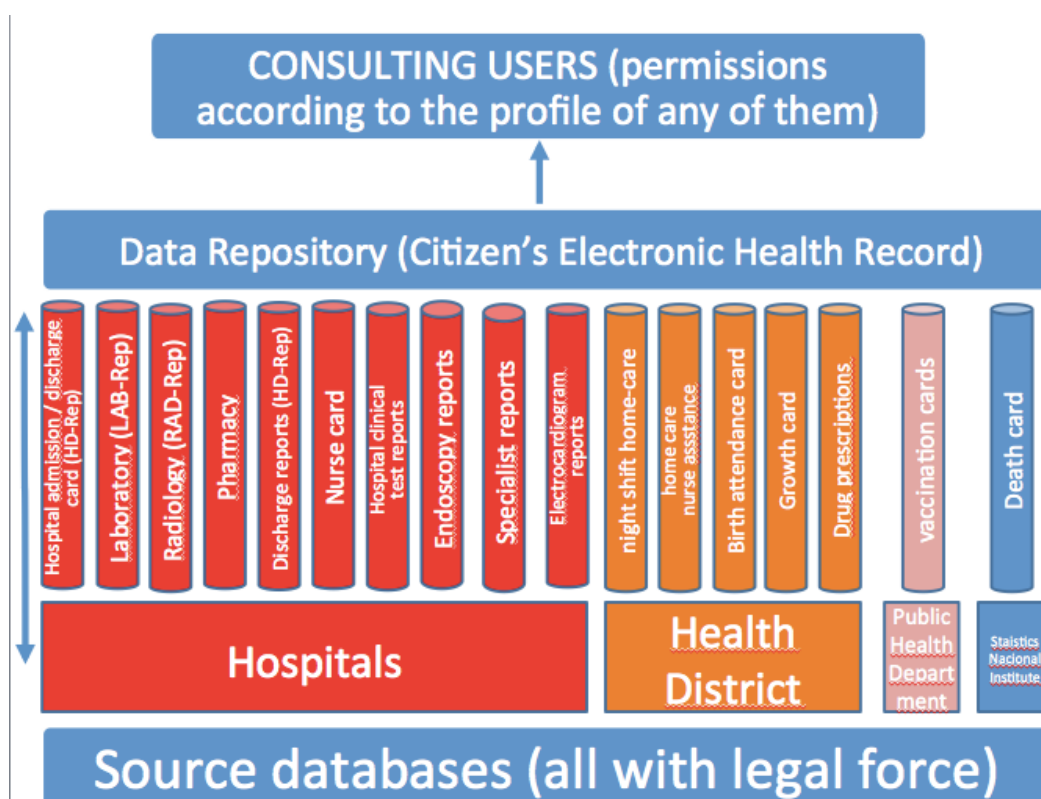 CONSULTING USERS (permissions
according to the profile of any of them)
Data Repository (Citizen's Electronic Health Record)
Hospital admission / discharge
card (HD-Rep)
Laboratory (LAB-Rep)
Radiology (RAD-Rep)
Phamacy
Discharge reports (HD-Rep)
Nurse card
Hospital clinical
test reports
Endoscopy reports
Specialist reports
Electrocardiogram
reports
night shift home-care
home care
nurse assstance
Birth attendance card
Growth card
Drug prescriptions
vaccination cards
Death card
Hospitals
Health
District
Public
Health
Depart
ment
Staistics
Nacional
Institute
Source databases (all with legal force)